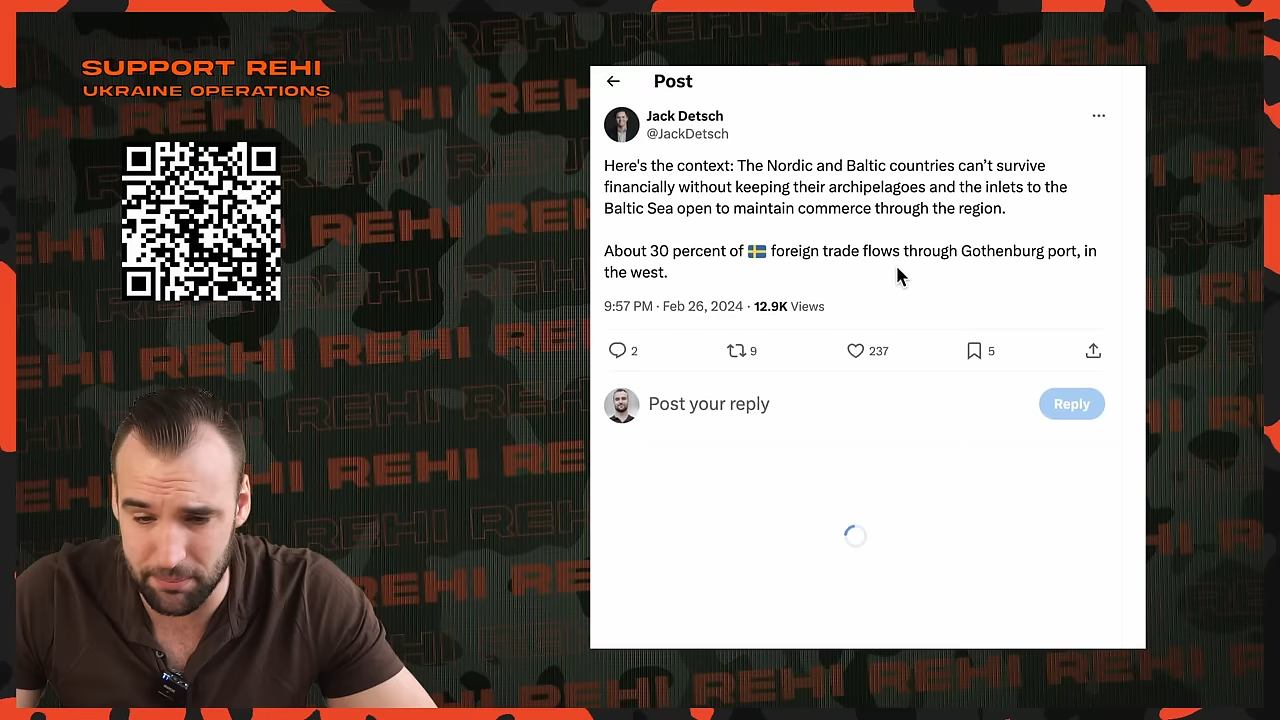 SUPPORT REHI
UKRAINE OPERATIONS
Post
Jack Detsch
@JackDetsch
Here's the context: The Nordic and Baltic countries can’t survive
financially without keeping their archipelagoes and the inlets to the
Baltic Sea open to maintain commerce through the region.
About 30 percent of 🇸🇪 foreign trade flows through Gothenburg port, in
the west.
9:57 PM · Feb 26, 2024 · 12.9K Views
2 9 237 5
Post your reply
Reply